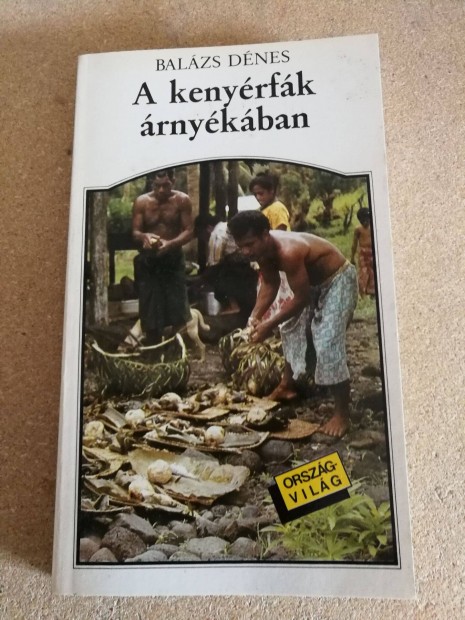 BALÁZS DÉNES
A kenyérfák
árnyékában
ORSZÁG-
VILÁG